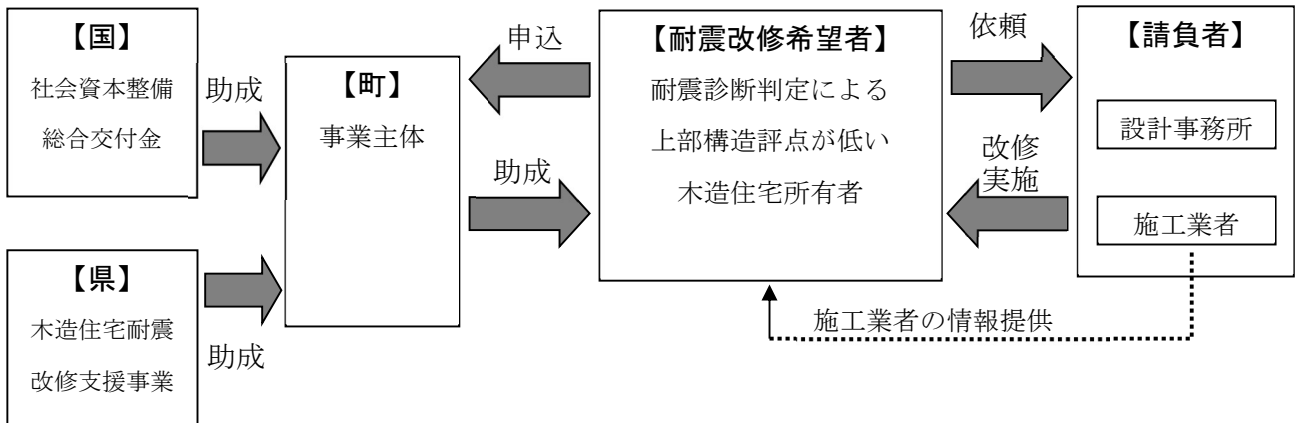 【国】
社会資本整備
総合交付金
助成
【県】
木造住宅耐震
改修支援事業
助成
【町】
事業主体
申込
助成
【耐震改修希望者】
耐震診断判定による
上部構造評点が低い
木造住宅所有者
依頼
改修
実施
【請負者】
設計事務所
施工業者
施工業者の情報提供